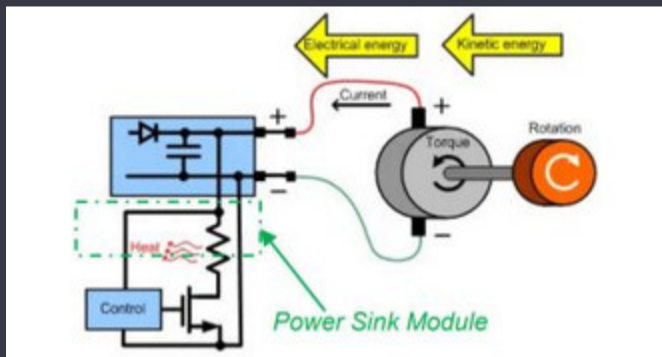 Electrical energy
Kinetic energy
Current
+
+
Rotation
Torque
−
−
Heat
Control
Power Sink Module